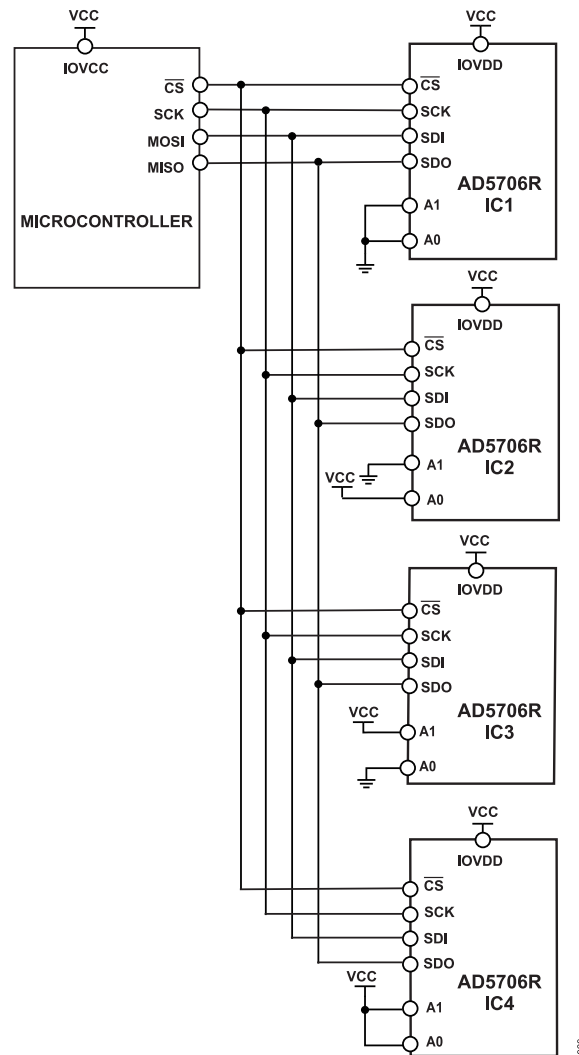 VCC
IOVCC
CS
SCK
MOSI
MISO
MICROCONTROLLER
VCC
IOVDD
CS
SCK
SDI
SDO
AD5706R
IC1
A1
A0
VCC
IOVDD
CS
SCK
SDI
SDO
AD5706R
IC2
A1
VCC
A0
VCC
IOVDD
CS
SCK
SDI
SDO
AD5706R
IC3
VCC
A1
A0
VCC
IOVDD
CS
SCK
SDI
SDO
AD5706R
IC4
VCC
A1
A0